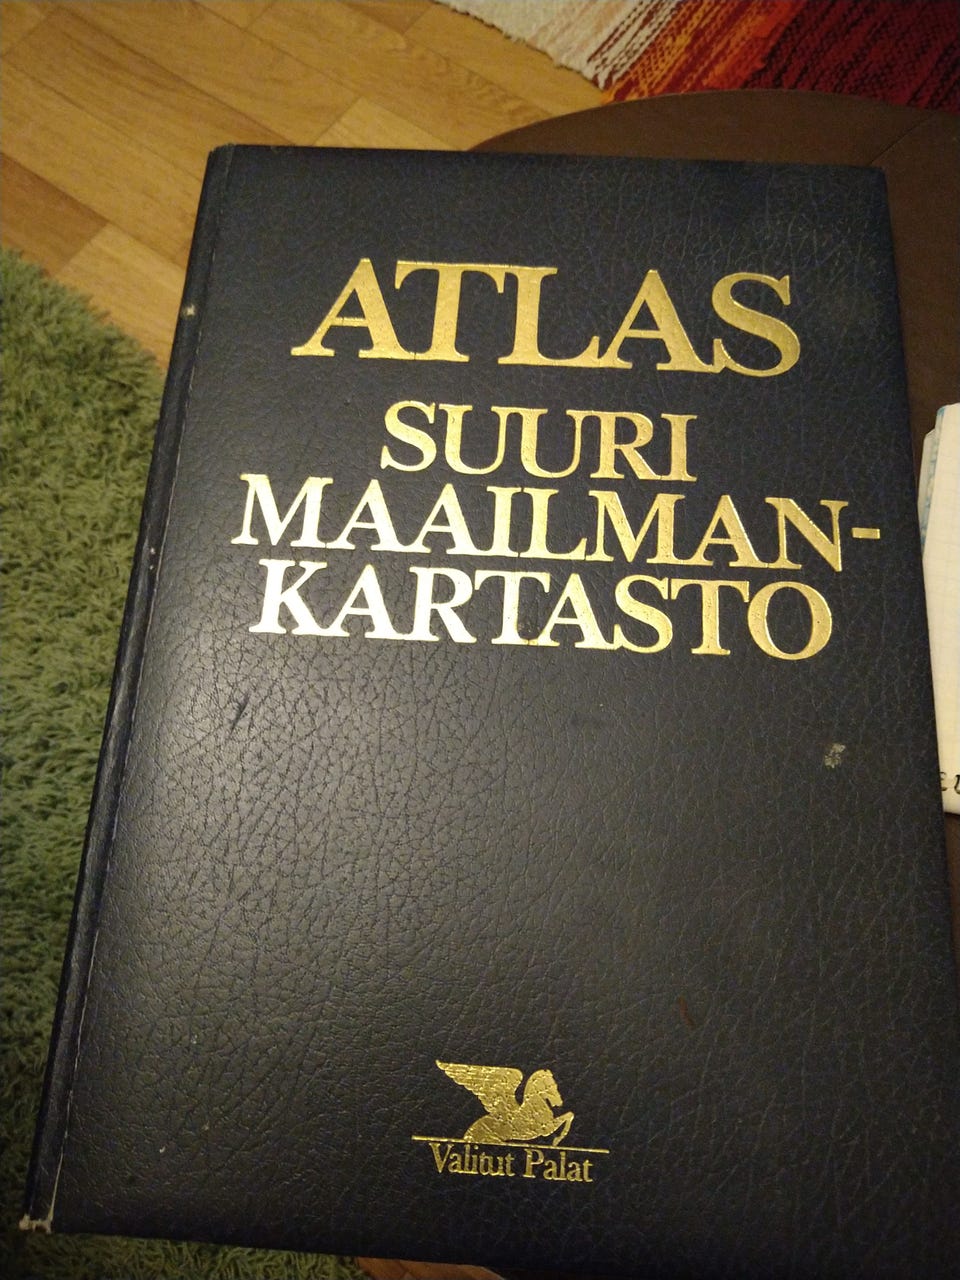 ATLAS
SUURI
MAAILMAN-
KARTASTO
Valitut Palat